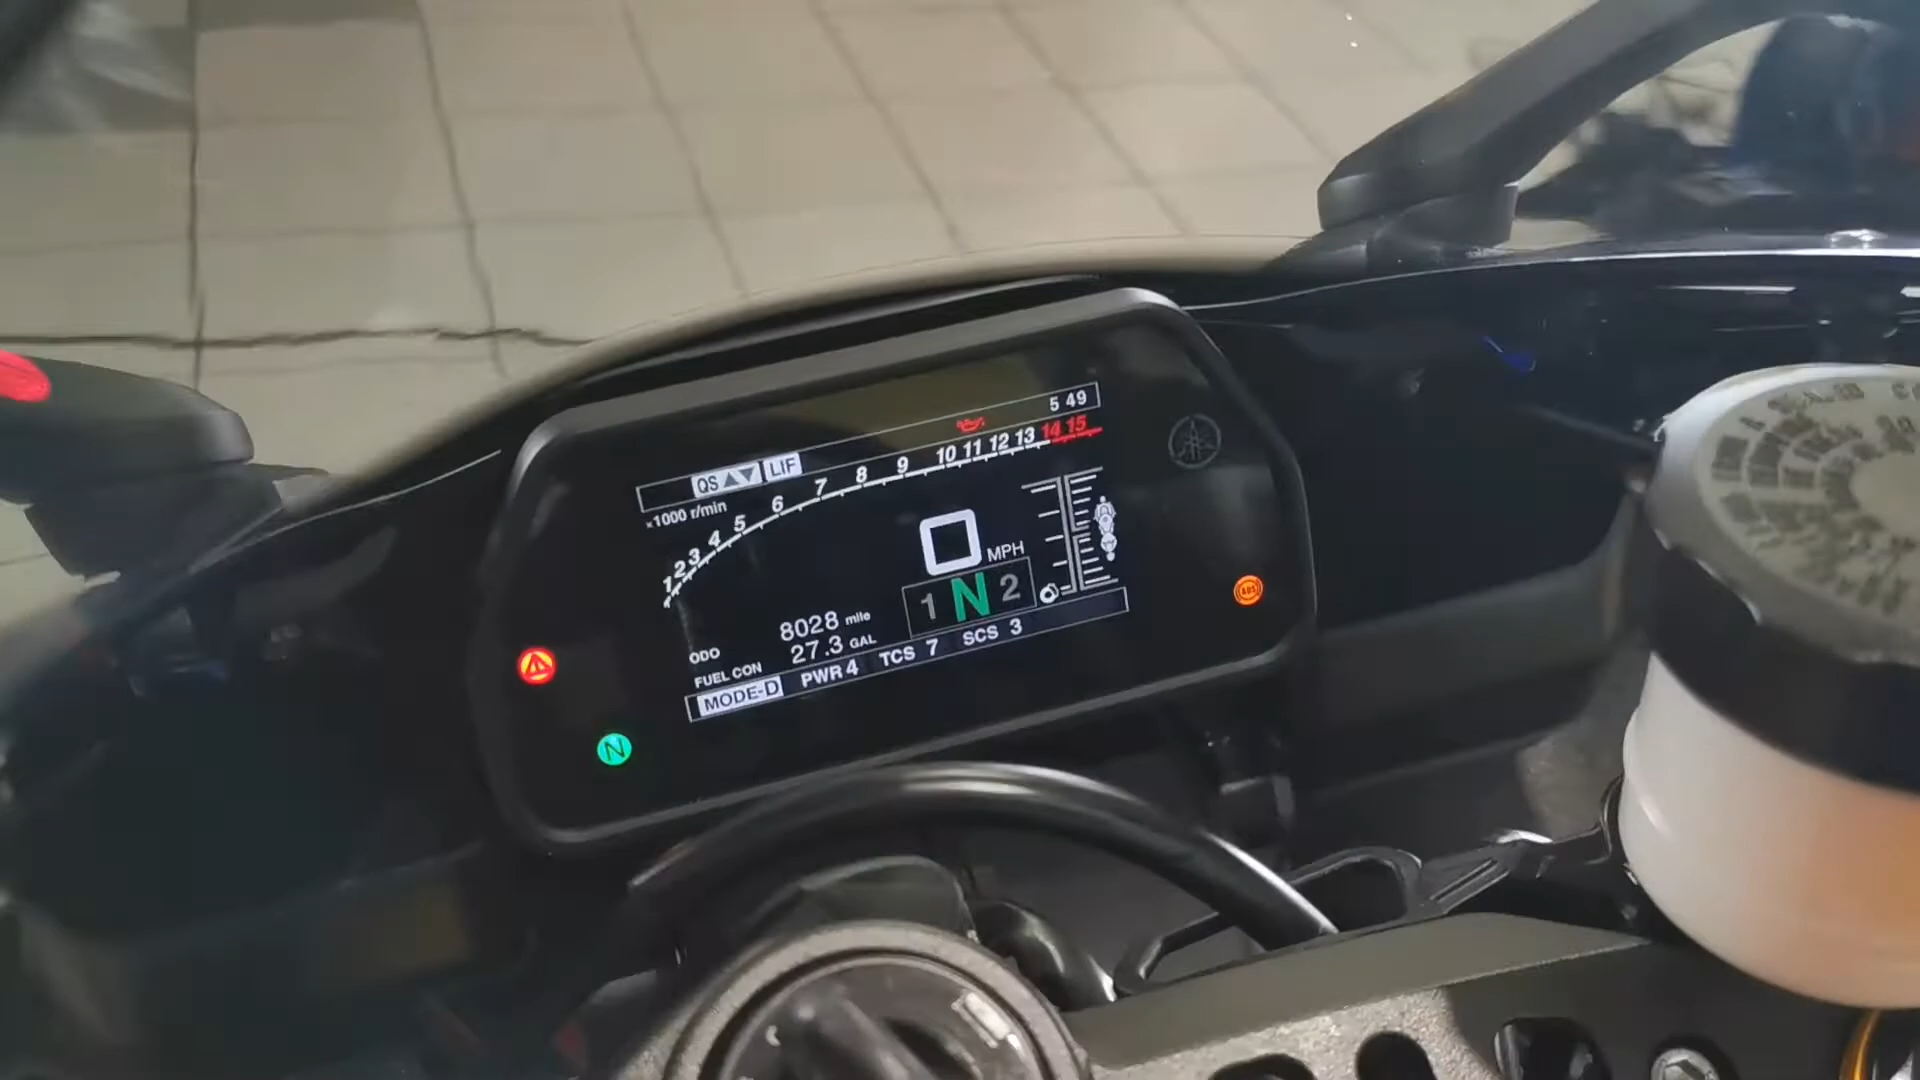 5 49
QS LIF
×1000 r/min
1 2 3 4 5 6 7 8 9 10 11 12 13 14 15
0 MPH
1 N 2
ODO 8028 mile
FUEL CON 27.3 GAL
MODE-D PWR 4 TCS 7 SCS 3
ABS
N